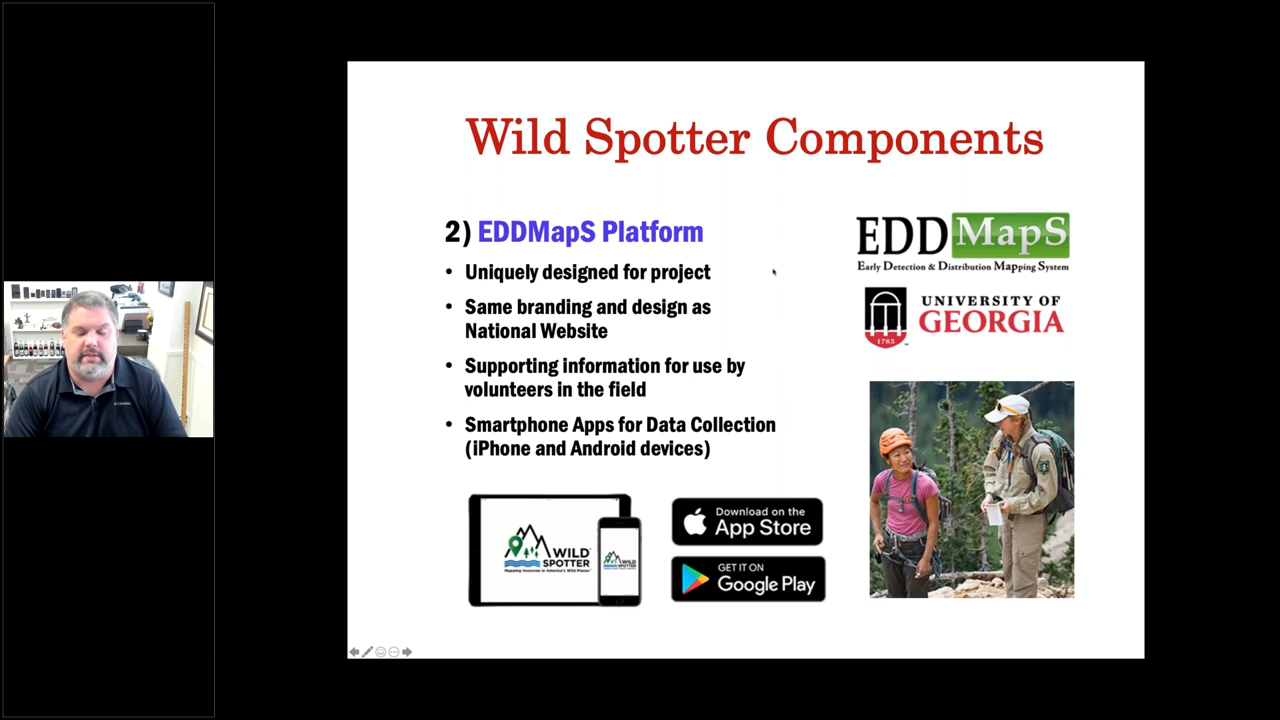 Wild Spotter Components
2) EDDMapS Platform
• Uniquely designed for project
• Same branding and design as
National Website
• Supporting information for use by
volunteers in the field
• Smartphone Apps for Data Collection
(iPhone and Android devices)
EDDMapS
Early Detection & Distribution Mapping System
1785
UNIVERSITY OF
GEORGIA
WILD
SPOTTER
Mapping Invasives in America's Wild Places
WILD
SPOTTER
Download on the
App Store
GET IT ON
Google Play